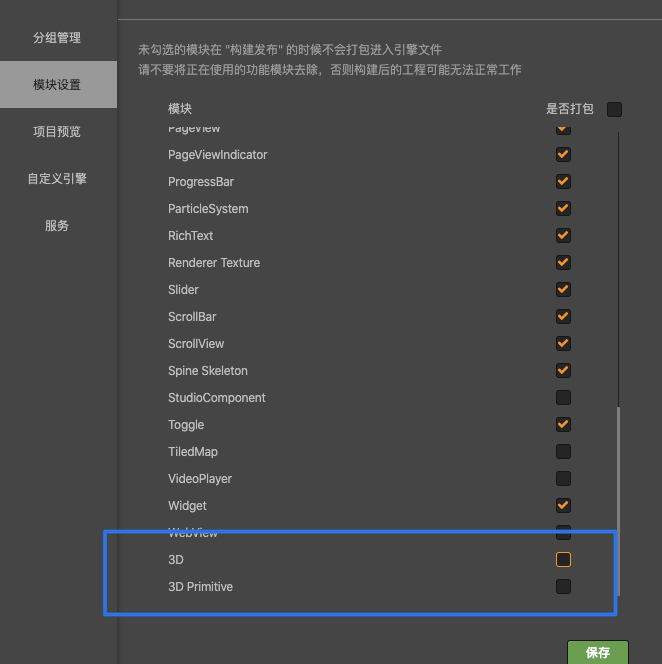 分组管理
模块设置
项目预览
自定义引擎
服务
未勾选的模块在 "构建发布" 的时候不会打包进入引擎文件
请不要将正在使用的功能模块去除，否则构建后的工程可能无法正常工作
模块 是否打包
PageView
PageViewIndicator
ProgressBar
ParticleSystem
RichText
Renderer Texture
Slider
ScrollBar
ScrollView
Spine Skeleton
StudioComponent
Toggle
TiledMap
VideoPlayer
Widget
WebView
3D
3D Primitive
保存